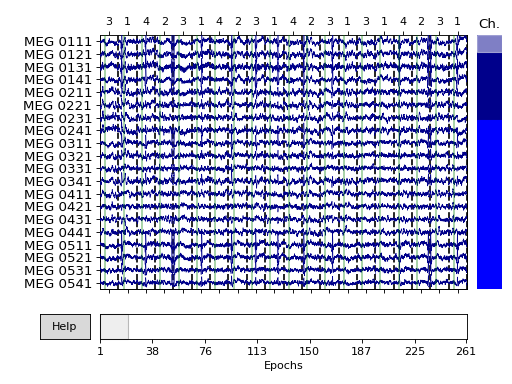 3 1 4 2 3 1 4 2 3 1 4 2 3 1 3 1 4 2 3 1
Ch.
MEG 0111
MEG 0121
MEG 0131
MEG 0141
MEG 0211
MEG 0221
MEG 0231
MEG 0241
MEG 0311
MEG 0321
MEG 0331
MEG 0341
MEG 0411
MEG 0421
MEG 0431
MEG 0441
MEG 0511
MEG 0521
MEG 0531
MEG 0541
Help
1 38 76 113 150 187 225 261
Epochs